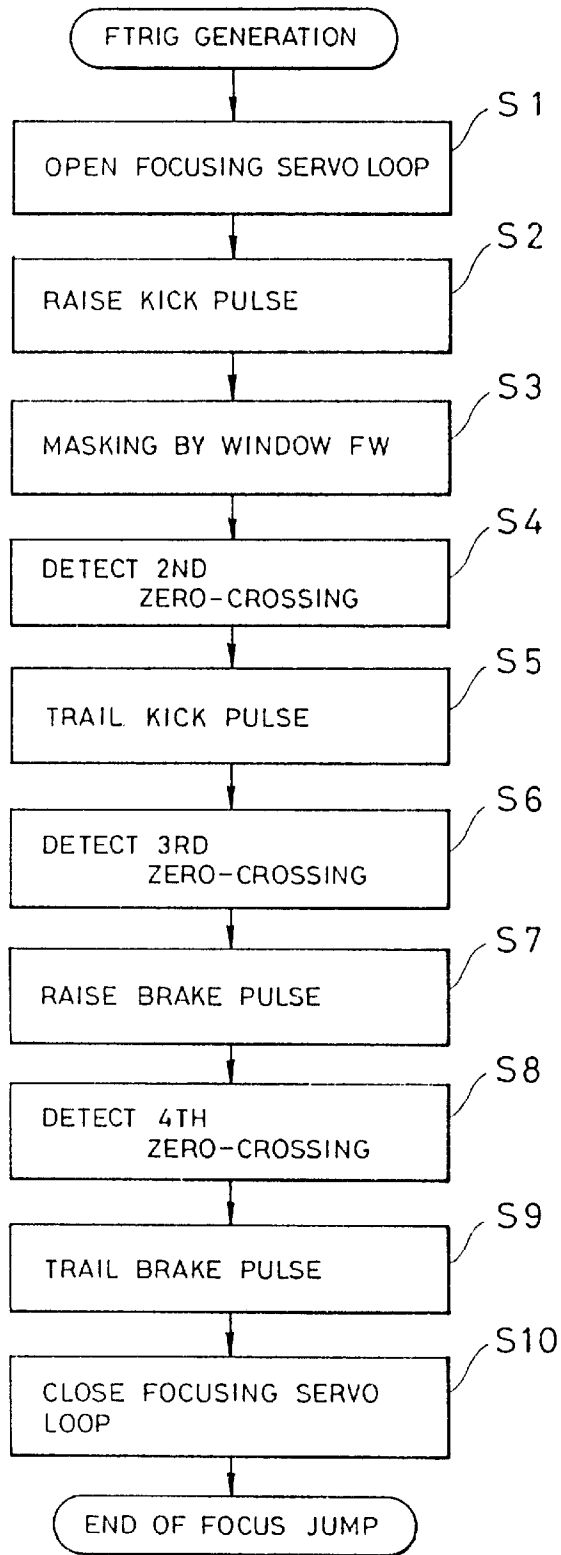 FTRIG GENERATION
S1
OPEN FOCUSING SERVO LOOP
S2
RAISE KICK PULSE
S3
MASKING BY WINDOW FW
S4
DETECT 2ND
ZERO-CROSSING
S5
TRAIL KICK PULSE
S6
DETECT 3RD
ZERO-CROSSING
S7
RAISE BRAKE PULSE
S8
DETECT 4TH
ZERO-CROSSING
S9
TRAIL BRAKE PULSE
S10
CLOSE FOCUSING SERVO
LOOP
END OF FOCUS JUMP